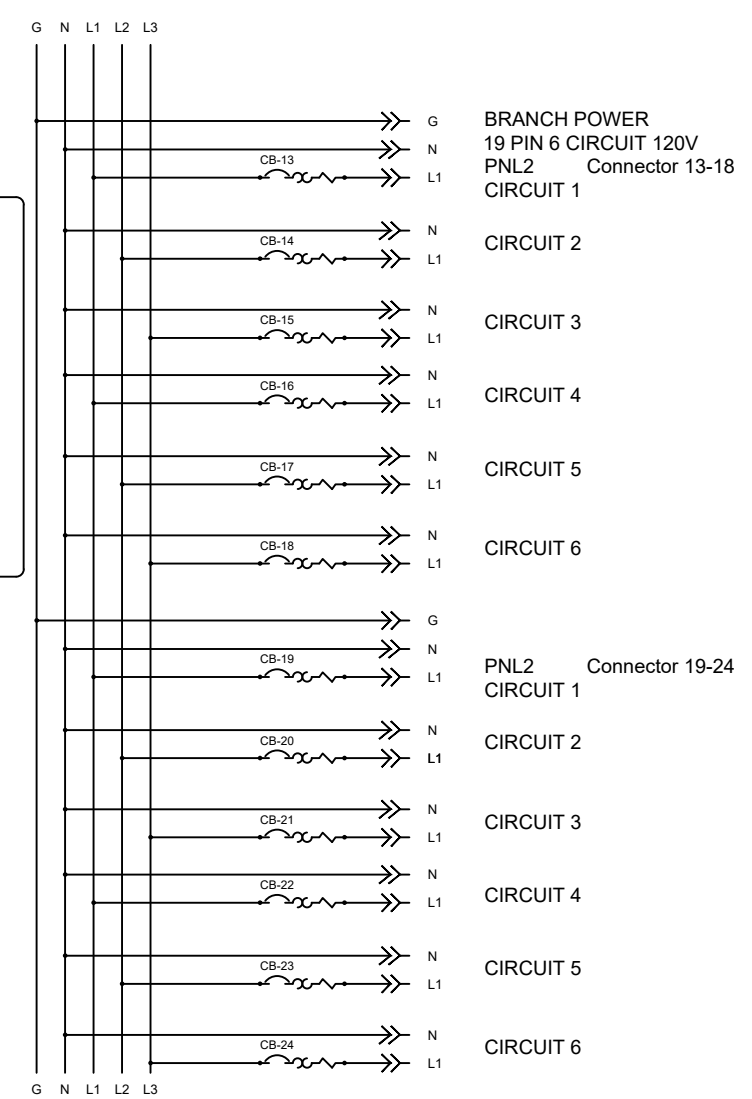 G N L1 L2 L3
G BRANCH POWER
N 19 PIN 6 CIRCUIT 120V
CB-13 L1 PNL2 Connector 13-18
CIRCUIT 1
N
CB-14 CIRCUIT 2
L1
N
CB-15 CIRCUIT 3
L1
N
CB-16 CIRCUIT 4
L1
N
CB-17 CIRCUIT 5
L1
N
CB-18 CIRCUIT 6
L1
G
N
CB-19 PNL2 Connector 19-24
L1
CIRCUIT 1
N
CB-20 CIRCUIT 2
L1
N
CB-21 CIRCUIT 3
L1
N
CB-22 CIRCUIT 4
L1
N
CB-23 CIRCUIT 5
L1
N
CB-24 CIRCUIT 6
L1
G N L1 L2 L3